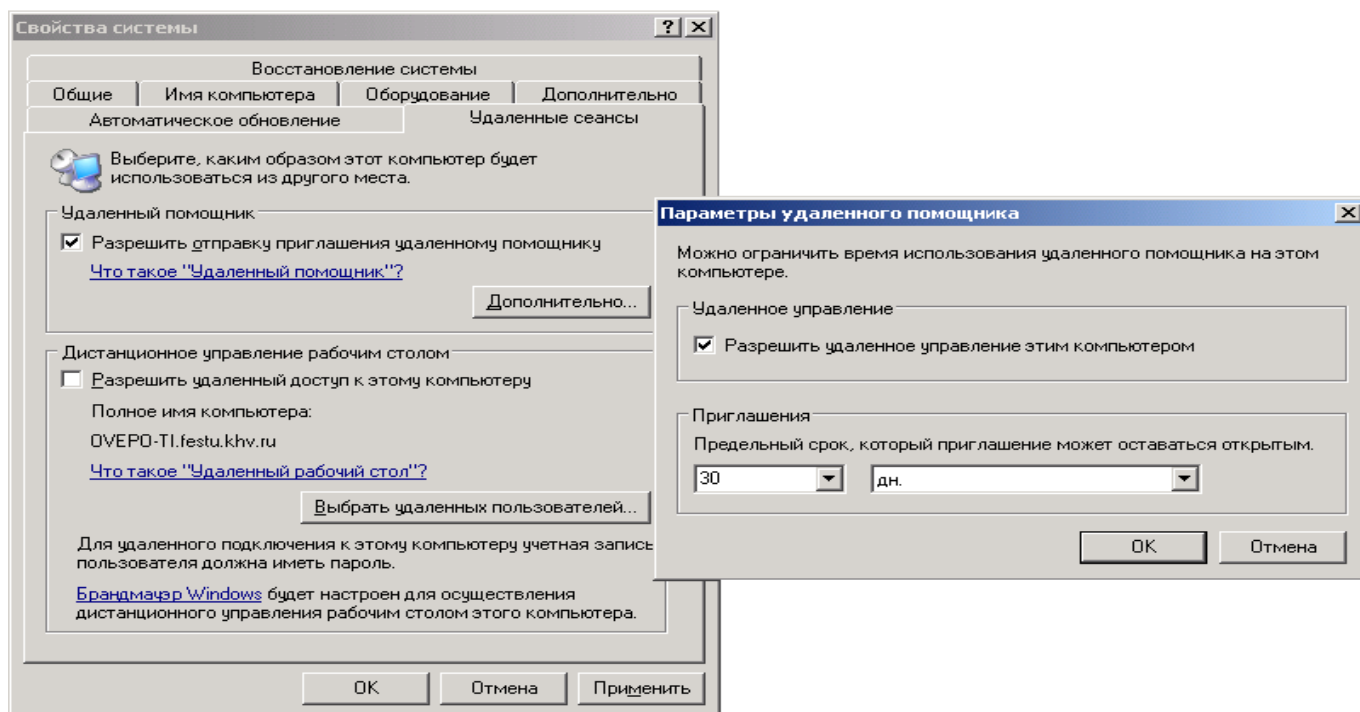 Свойства системы
Восстановление системы
Общие
Имя компьютера
Оборудование
Дополнительно
Автоматическое обновление
Удаленные сеансы
Выберите, каким образом этот компьютер будет
использоваться из другого места.
Удаленный помощник
Разрешить отправку приглашения удаленному помощнику
Что такое "Удаленный помощник"?
Дополнительно...
Дистанционное управление рабочим столом
Разрешить удаленный доступ к этому компьютеру
Полное имя компьютера:
OVEPO-TI.festu.khv.ru
Что такое "Удаленный рабочий стол"?
Выбрать удаленных пользователей...
Для удаленного подключения к этому компьютеру учетная запись
пользователя должна иметь пароль.
Брандмауэр Windows будет настроен для осуществления
дистанционного управления рабочим столом этого компьютера.
OK
Отмена
Применить
Параметры удаленного помощника
Можно ограничить время использования удаленного помощника на этом
компьютере.
Удаленное управление
Разрешить удаленное управление этим компьютером
Приглашения
Предельный срок, который приглашение может оставаться открытым.
30
дн.
OK
Отмена